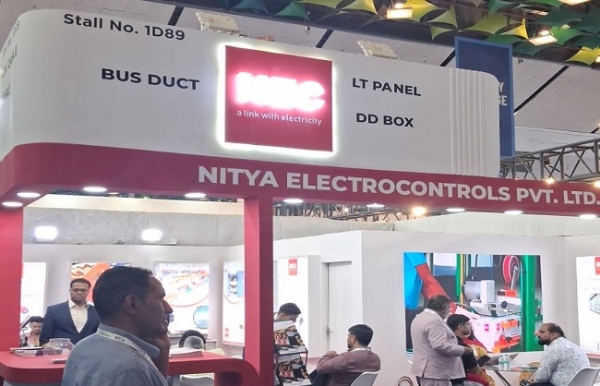 Stall No. 1D89
BUS DUCT
NEC
a link with electricity
LT PANEL
DD BOX
NITYA ELECTROCONTROLS PVT. LTD.